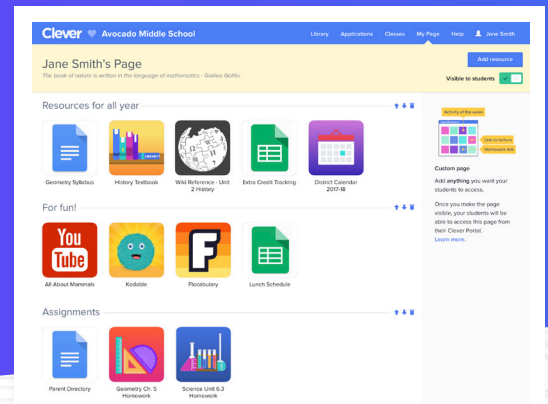 Clever Avocado Middle School
Library Applications Classes My Page Help Jane Smith
Jane Smith's Page
The book of nature is written in the language of mathematics - Galileo Galilei
Add resource
Visible to students
Resources for all year
Geometry Syllabus
History Textbook
Wiki Reference - Unit
2 History
Extra Credit Tracking
District Calendar
2017-18
For fun!
You
Tube
All About Mammals
Kodable
Flocabulary
Lunch Schedule
Assignments
Parent Directory
Geometry Ch. 5
Homework
Science Unit 6.3
Homework
Activity of the week
Link to lecture
Homework link
Custom page
Add anything you want your
students to access.
Once you make the page
visible, your students will be
able to access this page from
their Clever Portal.
Learn more.